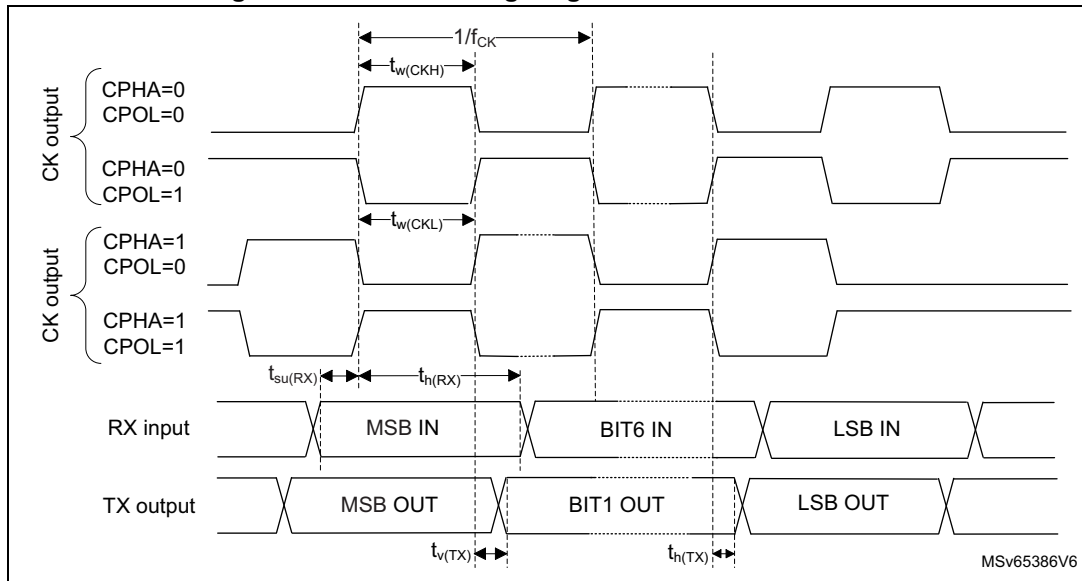 1/fCK
tw(CKH)
CK output
CPHA=0
CPOL=0
CPHA=0
CPOL=1
tw(CKL)
CK output
CPHA=1
CPOL=0
CPHA=1
CPOL=1
tsu(RX)
th(RX)
RX input
MSB IN
BIT6 IN
LSB IN
TX output
MSB OUT
BIT1 OUT
LSB OUT
tv(TX)
th(TX)
MSv65386V6